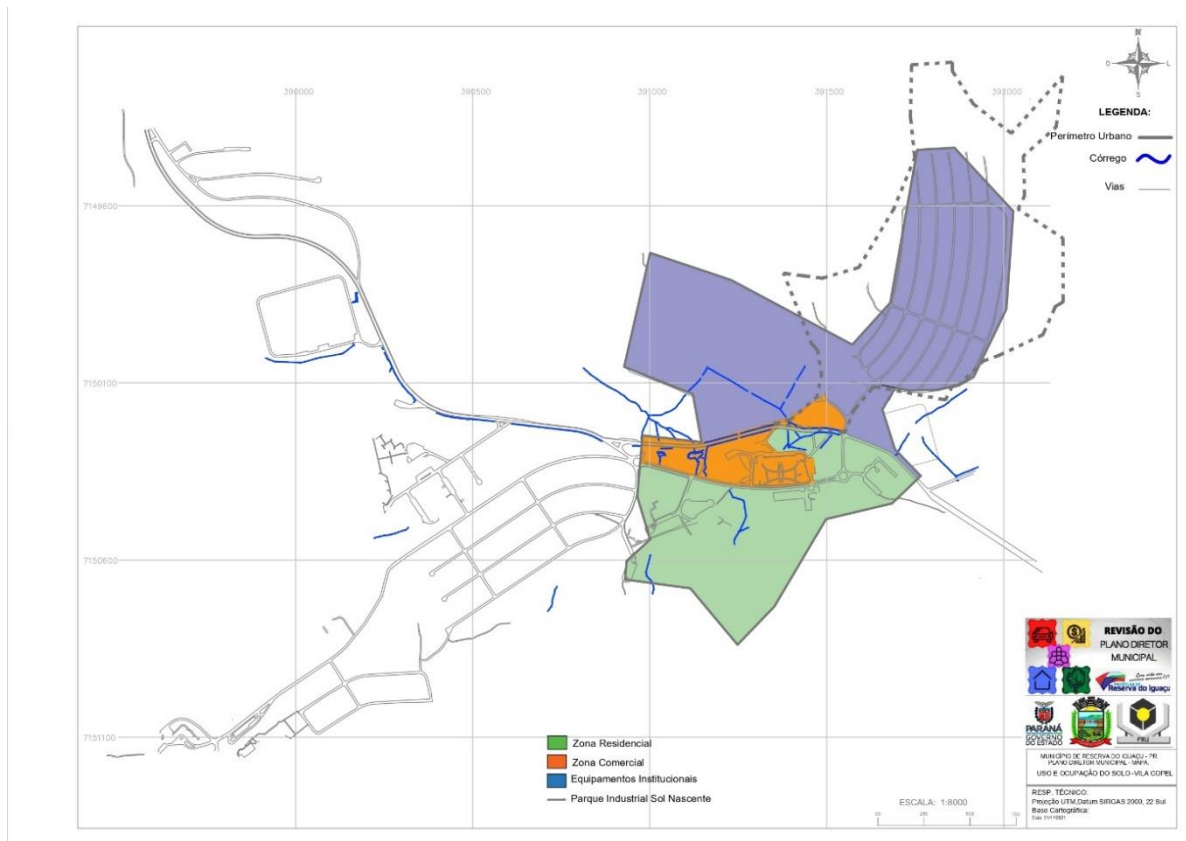 N
O
L
S
390000
390500
391000
391500
392000
LEGENDA:
Perímetro Urbano
Córrego
Vias
7149600
7150100
7150600
7151100
REVISÃO DO
PLANO DIRETOR
MUNICIPAL
Reserva do Iguaçu
PARANÁ
GOVERNO
DO ESTADO
MUNICÍPIO DE RESERVA DO IGUAÇU - PR
PLANO DIRETOR MUNICIPAL - MAPA:
USO E OCUPAÇÃO DO SOLO -VILA COPEL
RESP. TÉCNICO:
Projeção UTM,Datum SIRCAS 2000, 22 Sul
Base Cartográfica:
Zona Residencial
Zona Comercial
Equipamentos Institucionais
Parque Industrial Sol Nascente
ESCALA: 1:8000